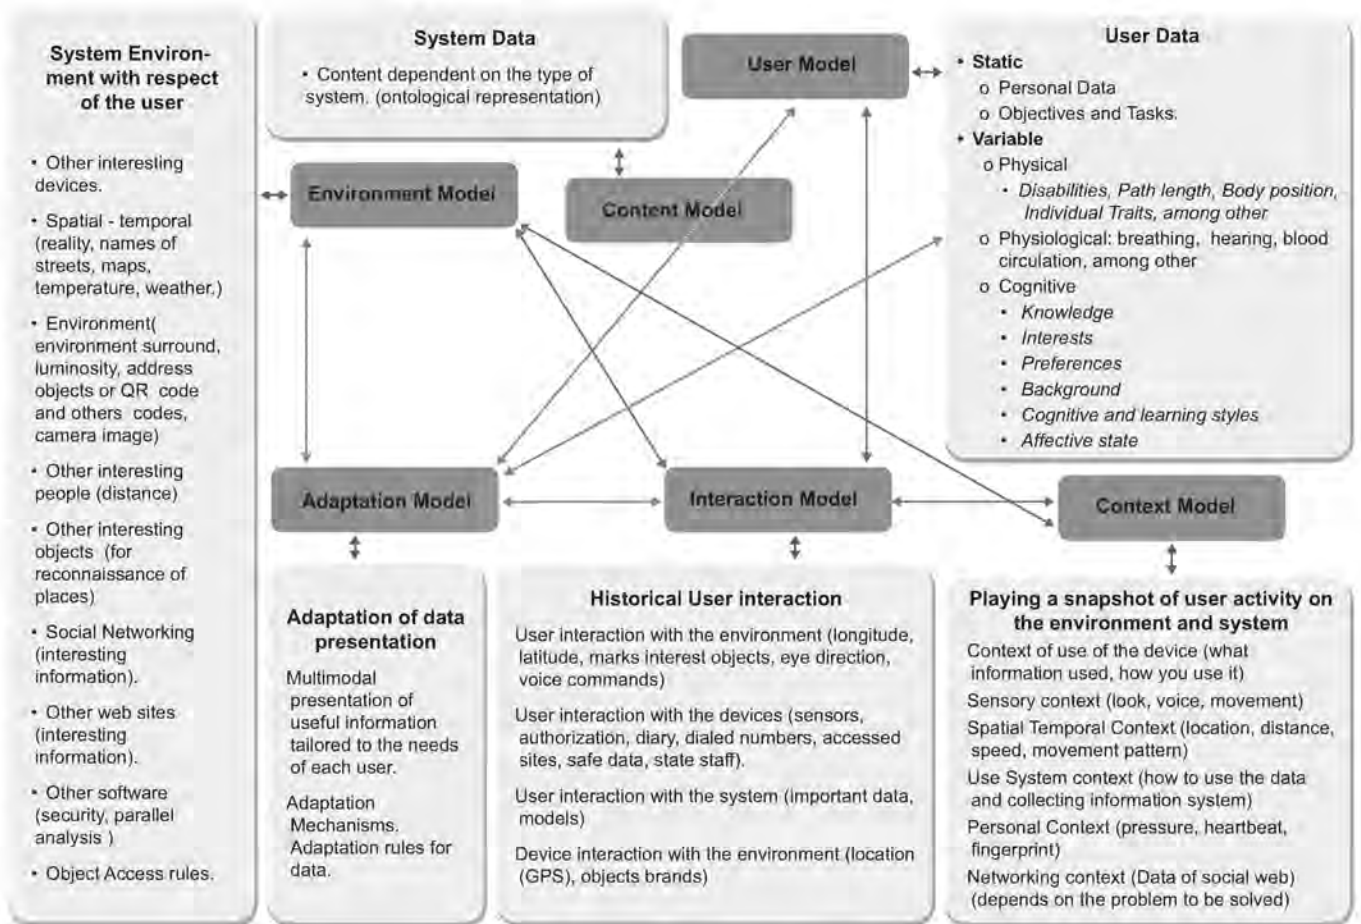 System Environ-
ment with respect
of the user
• Other interesting
devices.
• Spatial - temporal
(reality, names of
streets, maps,
temperature, weather.)
• Environment(
environment surround,
luminosity, address
objects or QR code
and others codes,
camera image)
• Other interesting
people (distance)
• Other interesting
objects (for
reconnaissance of
places)
• Social Networking
(interesting
information).
• Other web sites
(interesting
information).
• Other software
(security, parallel
analysis )
• Object Access rules.
System Data
• Content dependent on the type of
system. (ontological representation)
User Model
Environment Model
Content Model
User Data
• Static
o Personal Data
o Objectives and Tasks.
• Variable
o Physical
• Disabilities, Path length, Body position,
Individual Traits, among other
o Physiological: breathing, hearing, blood
circulation, among other
o Cognitive
• Knowledge
• Interests
• Preferences
• Background
• Cognitive and learning styles
• Affective state
Adaptation Model
Interaction Model
Context Model
Adaptation of data
presentation
Multimodal
presentation of
useful information
tailored to the needs
of each user.
Adaptation
Mechanisms.
Adaptation rules for
data.
Historical User interaction
User interaction with the environment (longitude,
latitude, marks interest objects, eye direction,
voice commands)
User interaction with the devices (sensors,
authorization, diary, dialed numbers, accessed
sites, safe data, state staff).
User interaction with the system (important data,
models)
Device interaction with the environment (location
(GPS), objects brands)
Playing a snapshot of user activity on
the environment and system
Context of use of the device (what
information used, how you use it)
Sensory context (look, voice, movement)
Spatial Temporal Context (location, distance,
speed, movement pattern)
Use System context (how to use the data
and collecting information system)
Personal Context (pressure, heartbeat,
fingerprint)
Networking context (Data of social web)
(depends on the problem to be solved)